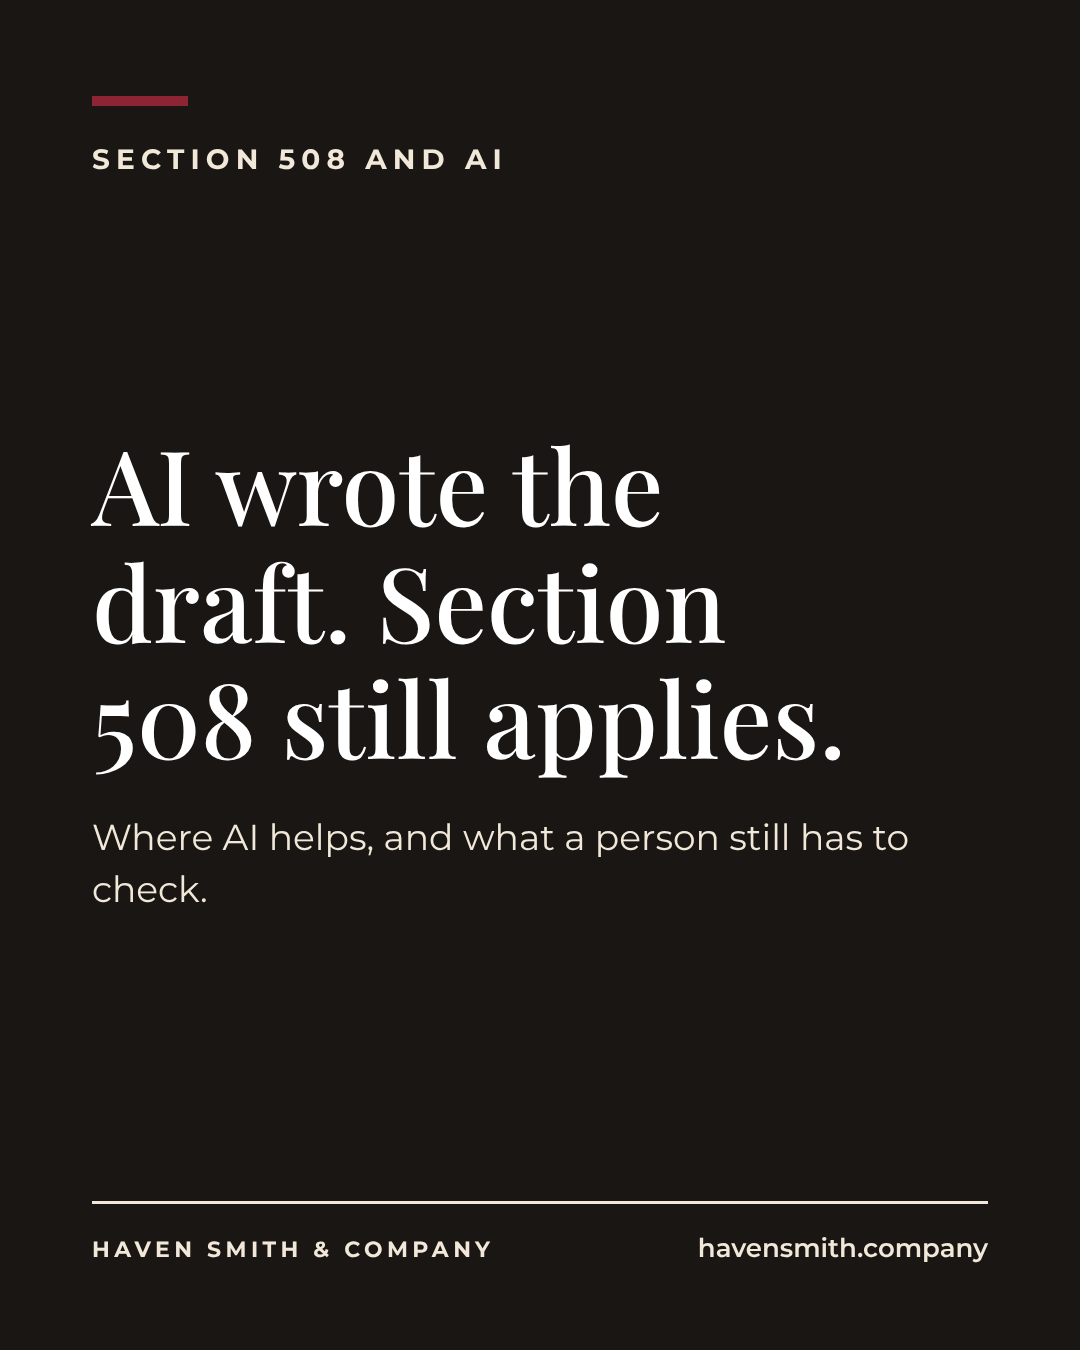 SECTION 508 AND AI
AI wrote the
draft. Section
508 still applies.
Where AI helps, and what a person still has to
check.
HAVEN SMITH & COMPANY
havensmith.company